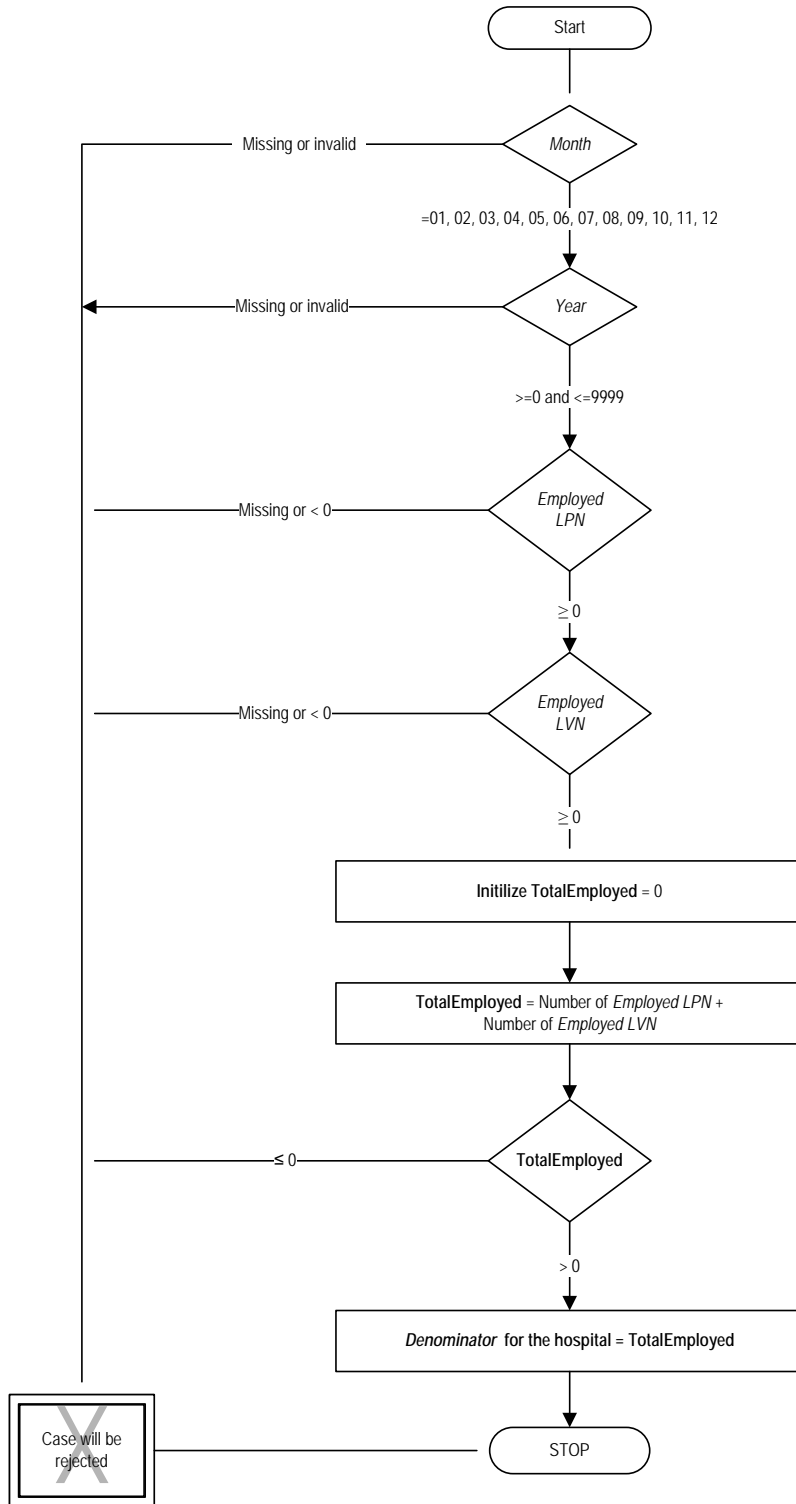 Start
Month
Missing or invalid
=01, 02, 03, 04, 05, 06, 07, 08, 09, 10, 11, 12
Year
Missing or invalid
>=0 and <=9999
Employed
LPN
Missing or < 0
≥ 0
Employed
LVN
Missing or < 0
≥ 0
Initilize TotalEmployed = 0
TotalEmployed = Number of Employed LPN +
Number of Employed LVN
TotalEmployed
≤ 0
> 0
Denominator for the hospital = TotalEmployed
X
Case will be
rejected
STOP